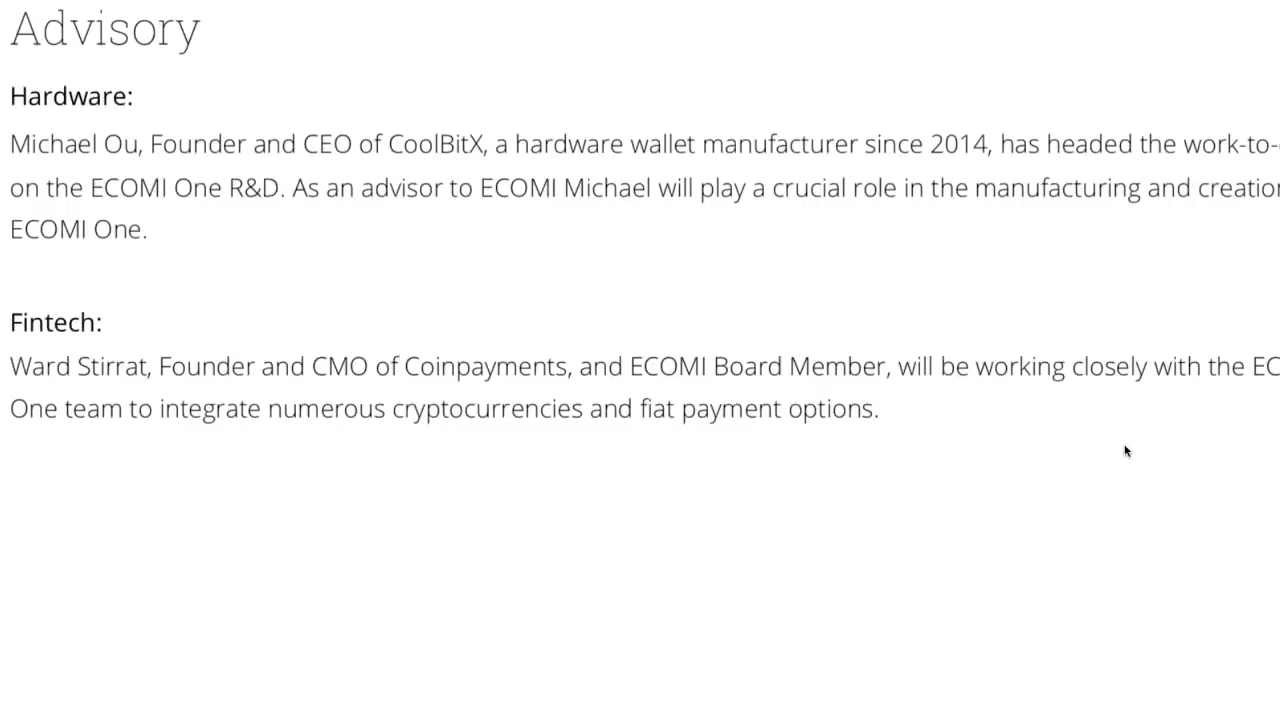 Advisory
Hardware:
Michael Ou, Founder and CEO of CoolBitX, a hardware wallet manufacturer since 2014, has headed the work-to-
on the ECOMI One R&D. As an advisor to ECOMI Michael will play a crucial role in the manufacturing and creation
ECOMI One.
Fintech:
Ward Stirrat, Founder and CMO of Coinpayments, and ECOMI Board Member, will be working closely with the EC
One team to integrate numerous cryptocurrencies and fiat payment options.